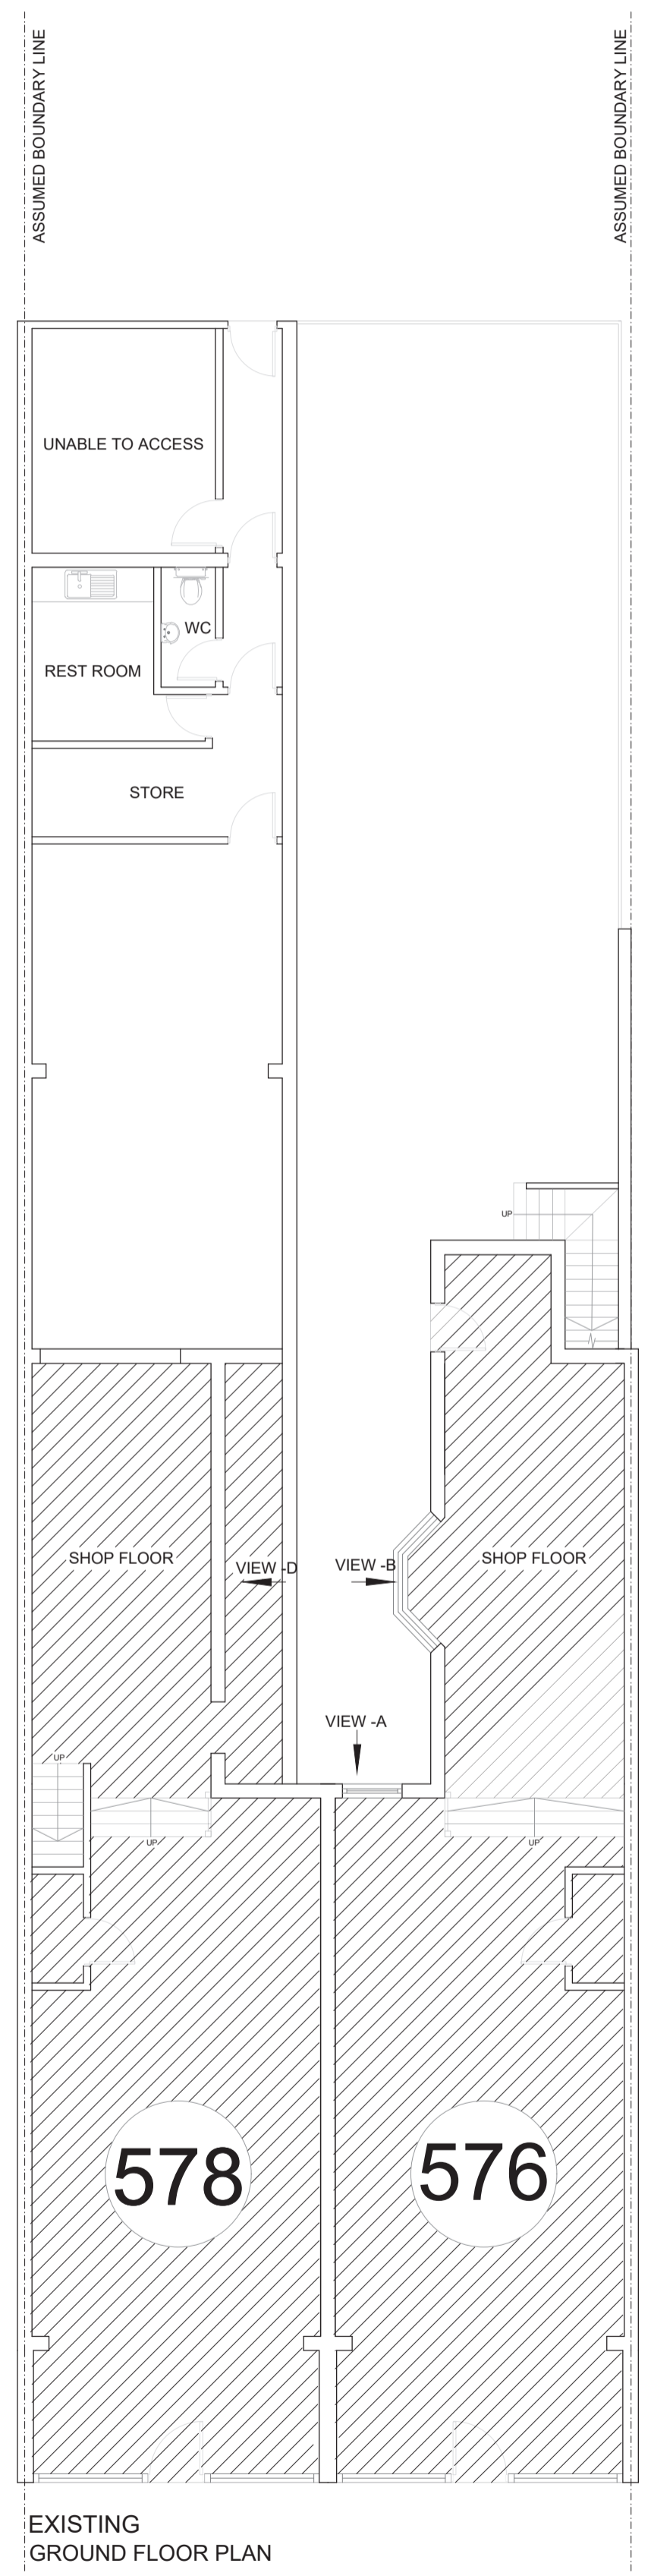 ASSUMED BOUNDARY LINE
ASSUMED BOUNDARY LINE
UNABLE TO ACCESS
WC
REST ROOM
STORE
UP
SHOP FLOOR
VIEW -D
VIEW -B
SHOP FLOOR
VIEW -A
UP
UP
UP
578
576
EXISTING
GROUND FLOOR PLAN